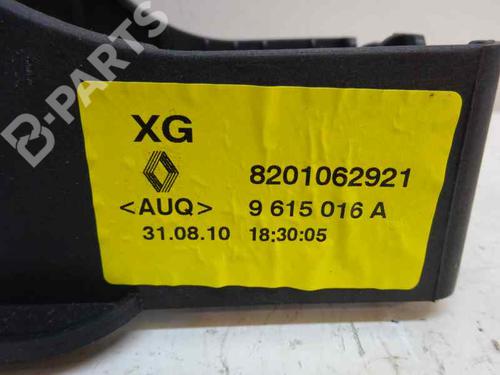 B-PARTS
XG
8201062921
<AUQ> 9 615 016 A
31.08.10 18:30:05